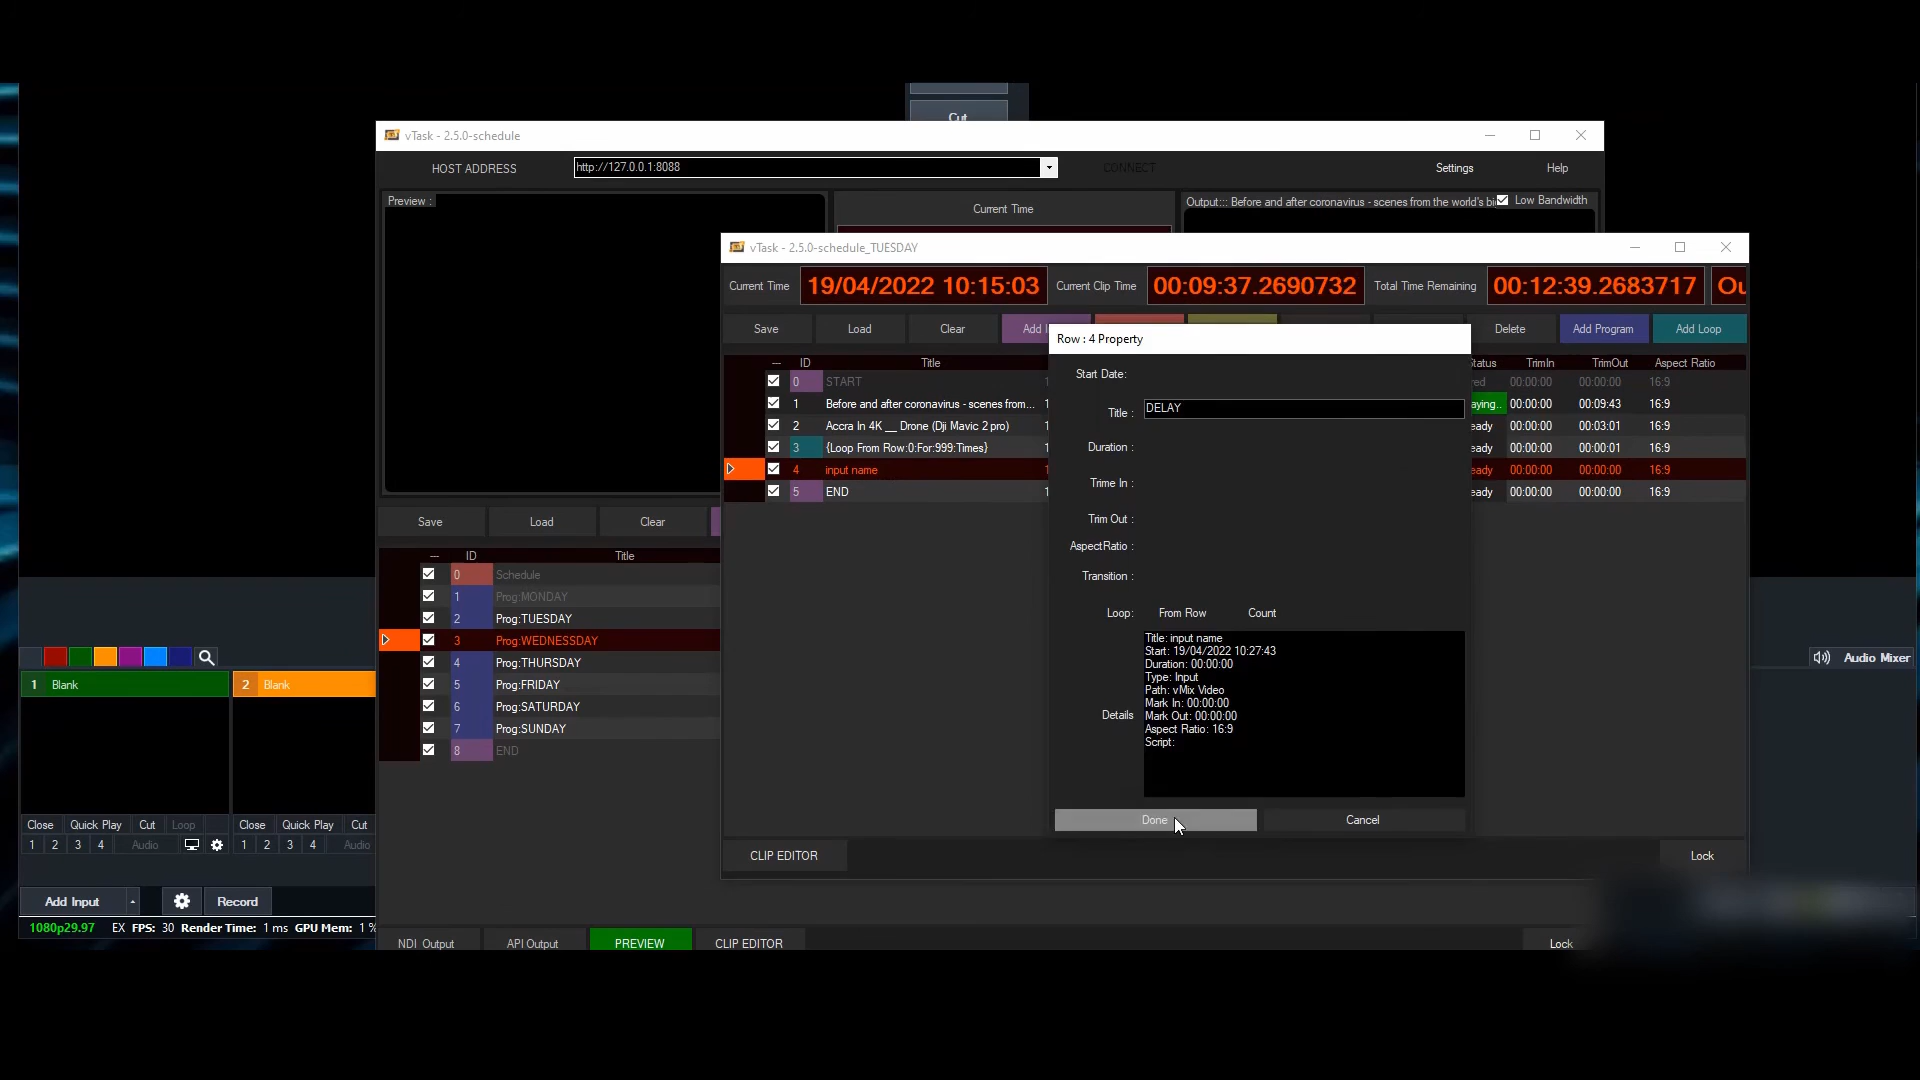 Cut
vTask - 2.5.0-schedule
HOST ADDRESS
http://127.0.0.1:8088
CONNECT
Settings
Help
Preview :
Current Time
Output::: Before and after coronavirus - scenes from the world's
Low Bandwidth
vTask - 2.5.0-schedule_TUESDAY
Current Time
19/04/2022 10:15:03
Current Clip Time
00:09:37.2690732
Total Time Remaining
00:12:39.2683717
Save
Load
Clear
Add
Delete
Add Program
Add Loop
Row : 4 Property
--- ID Title
Status TrimIn TrimOut Aspect Ratio
0 START 00:00:00 00:00:00 16:9
1 Before and after coronavirus - scenes from... 1 aying.. 00:00:00 00:09:43 16:9
2 Accra In 4K __ Drone (Dji Mavic 2 pro) 1 eady 00:00:00 00:03:01 16:9
3 {Loop From Row:0:For:999:Times} 1 eady 00:00:00 00:00:01 16:9
4 input name 1 eady 00:00:00 00:00:00 16:9
5 END 1 eady 00:00:00 00:00:00 16:9
Start Date:
Title : DELAY
Duration :
Trime In :
Trim Out :
AspectRatio :
Transition :
Loop: From Row Count
Details
Title: input name
Start: 19/04/2022 10:27:43
Duration: 00:00:00
Type: Input
Path: vMix Video
Mark In: 00:00:00
Mark Out: 00:00:00
Aspect Ratio: 16:9
Script:
Done
Cancel
CLIP EDITOR
Lock
Save
Load
Clear
--- ID Title
0 Schedule
1 Prog:MONDAY
2 Prog:TUESDAY
3 Prog:WEDNESSDAY
4 Prog:THURSDAY
5 Prog:FRIDAY
6 Prog:SATURDAY
7 Prog:SUNDAY
8 END
NDI Output
API Output
PREVIEW
CLIP EDITOR
Lock
1 Blank
2 Blank
Audio Mixer
Close Quick Play Cut Loop
Close Quick Play Cut
1 2 3 4 Audio
1 2 3 4 Audio
Add Input
Record
1080p29.97 EX FPS: 30 Render Time: 1 ms GPU Mem: 1 %